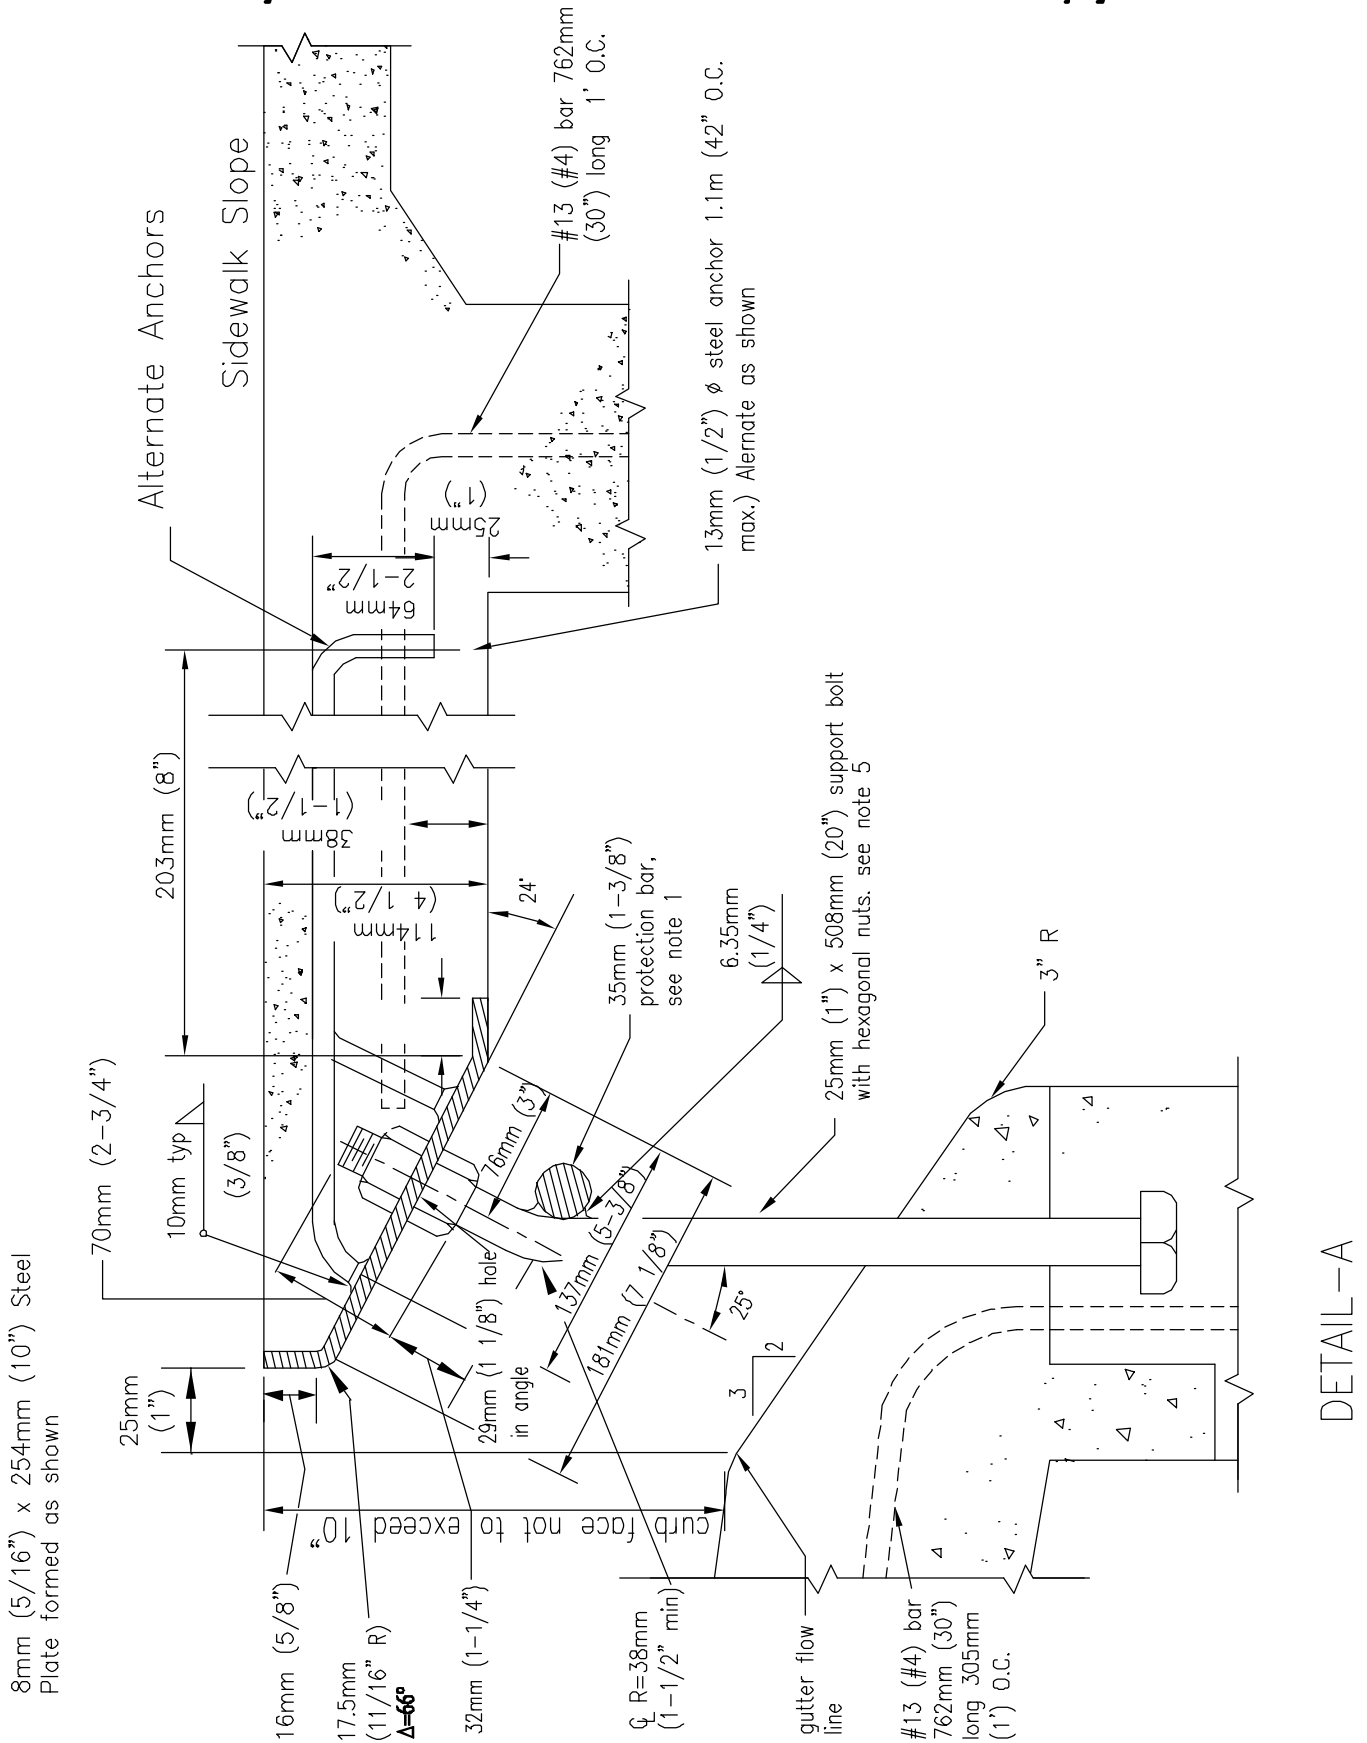 8mm (5/16") x 254mm (10") Steel
Plate formed as shown
25mm
(1")
70mm (2-3/4")
10mm typ
(3/8")
203mm (8")
Alternate Anchors
Sidewalk Slope
16mm (5/8")
17.5mm
(11/16" R)
Δ=66°
32mm (1-1/4")
curb face not to exceed 10"
38mm
(1-1/2")
114mm
(4 1/2")
64mm
2-1/2"
25mm
(1")
#13 (#4) bar 762mm
(30") long 1' O.C.
13mm (1/2") ø steel anchor 1.1m (42" O.C.
max.) Alernate as shown
24°
29mm (1 1/8") hole
in angle
76mm (3")
137mm (5-3/8")
181mm (7 1/8")
35mm (1-3/8")
protection bar,
see note 1
6.35mm
(1/4")
25mm (1") x 508mm (20") support bolt
with hexagonal nuts. see note 5
25°
3
2
3" R
℄ R=38mm
(1-1/2" min)
gutter flow
line
#13 (#4) bar
762mm (30")
long 305mm
(1') O.C.
DETAIL-A